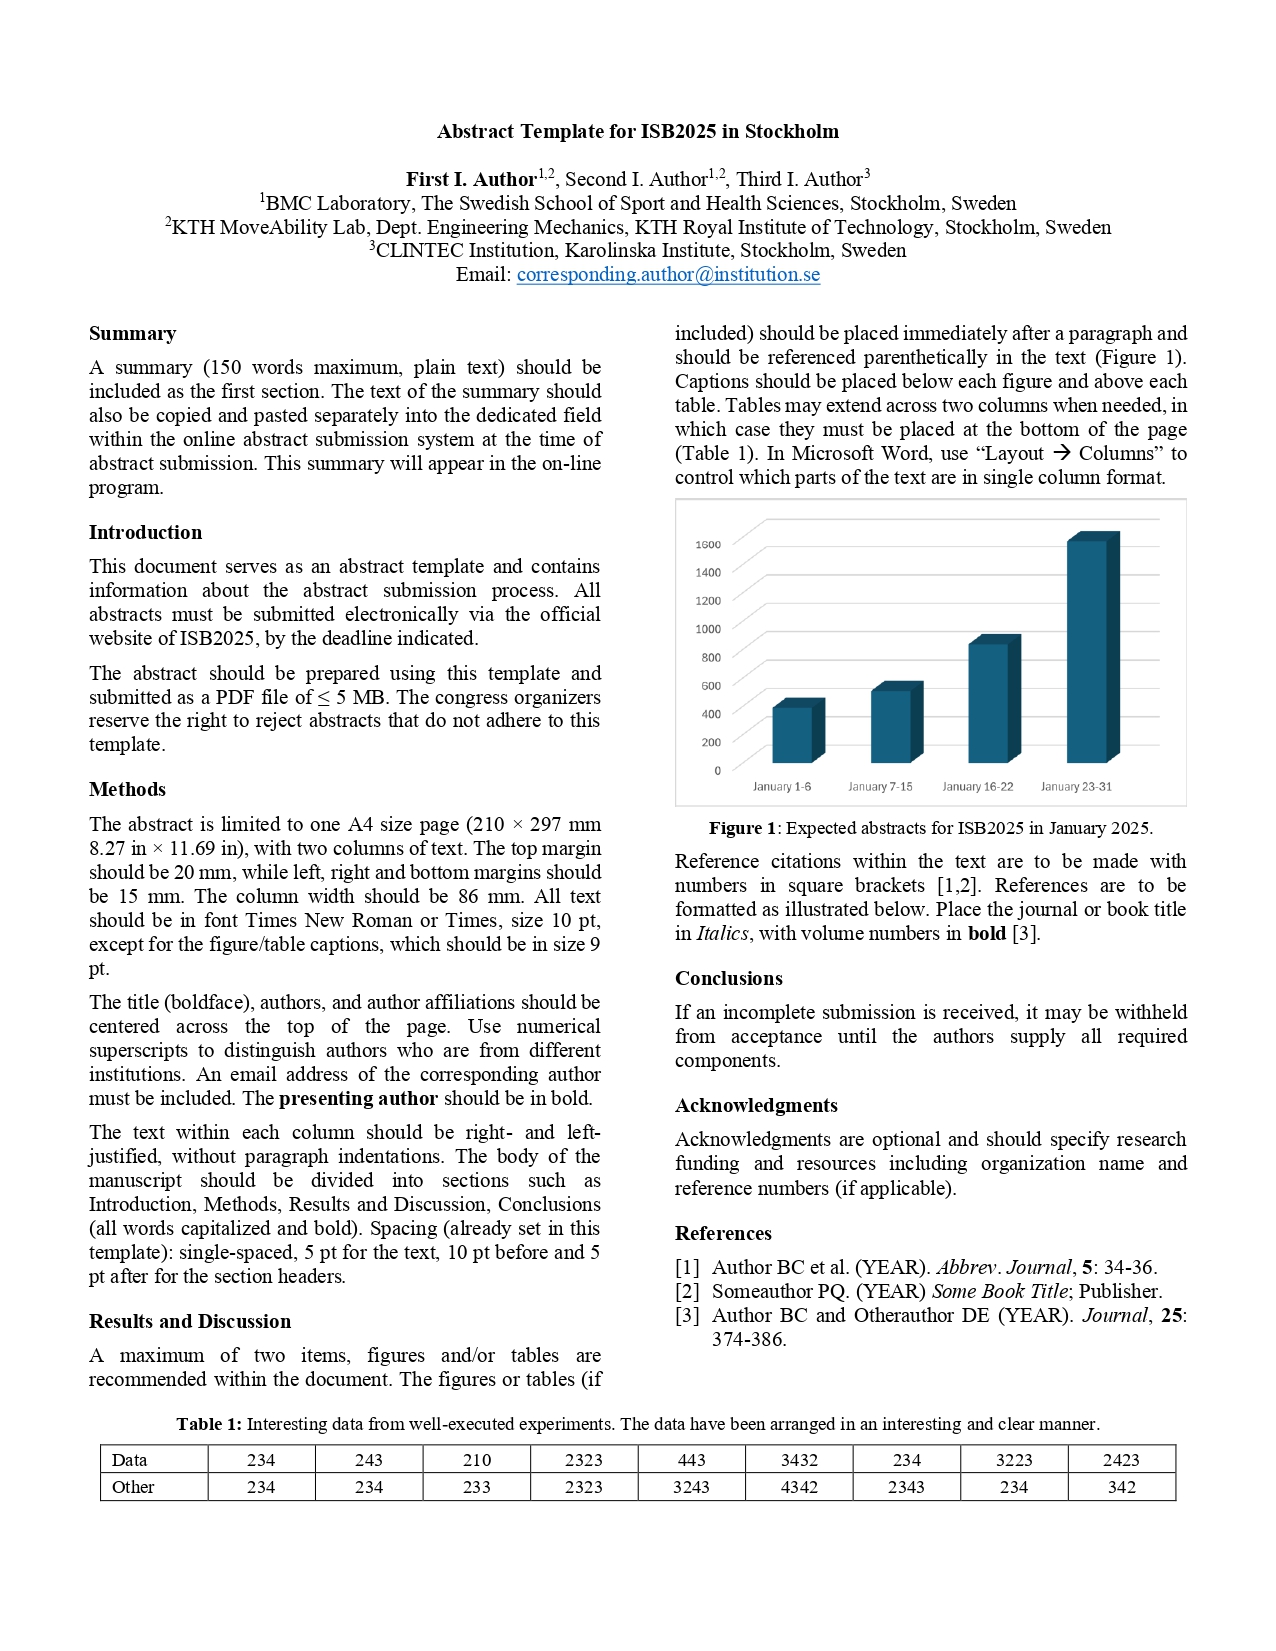 Abstract Template for ISB2025 in Stockholm
First I. Author1,2, Second I. Author1,2, Third I. Author3
1BMC Laboratory, The Swedish School of Sport and Health Sciences, Stockholm, Sweden
2KTH MoveAbility Lab, Dept. Engineering Mechanics, KTH Royal Institute of Technology, Stockholm, Sweden
3CLINTEC Institution, Karolinska Institute, Stockholm, Sweden
Email: corresponding.author@institution.se
Summary
A summary (150 words maximum, plain text) should be
included as the first section. The text of the summary should
also be copied and pasted separately into the dedicated field
within the online abstract submission system at the time of
abstract submission. This summary will appear in the on-line
program.
Introduction
This document serves as an abstract template and contains
information about the abstract submission process. All
abstracts must be submitted electronically via the official
website of ISB2025, by the deadline indicated.
The abstract should be prepared using this template and
submitted as a PDF file of ≤ 5 MB. The congress organizers
reserve the right to reject abstracts that do not adhere to this
template.
Methods
The abstract is limited to one A4 size page (210 × 297 mm
8.27 in × 11.69 in), with two columns of text. The top margin
should be 20 mm, while left, right and bottom margins should
be 15 mm. The column width should be 86 mm. All text
should be in font Times New Roman or Times, size 10 pt,
except for the figure/table captions, which should be in size 9
pt.
The title (boldface), authors, and author affiliations should be
centered across the top of the page. Use numerical
superscripts to distinguish authors who are from different
institutions. An email address of the corresponding author
must be included. The presenting author should be in bold.
The text within each column should be right- and left-
justified, without paragraph indentations. The body of the
manuscript should be divided into sections such as
Introduction, Methods, Results and Discussion, Conclusions
(all words capitalized and bold). Spacing (already set in this
template): single-spaced, 5 pt for the text, 10 pt before and 5
pt after for the section headers.
Results and Discussion
A maximum of two items, figures and/or tables are
recommended within the document. The figures or tables (if
included) should be placed immediately after a paragraph and
should be referenced parenthetically in the text (Figure 1).
Captions should be placed below each figure and above each
table. Tables may extend across two columns when needed, in
which case they must be placed at the bottom of the page
(Table 1). In Microsoft Word, use “Layout → Columns” to
control which parts of the text are in single column format.
1600
1400
1200
1000
800
600
400
200
0
January 1-6 January 7-15 January 16-22 January 23-31
Figure 1: Expected abstracts for ISB2025 in January 2025.
Reference citations within the text are to be made with
numbers in square brackets [1,2]. References are to be
formatted as illustrated below. Place the journal or book title
in Italics, with volume numbers in bold [3].
Conclusions
If an incomplete submission is received, it may be withheld
from acceptance until the authors supply all required
components.
Acknowledgments
Acknowledgments are optional and should specify research
funding and resources including organization name and
reference numbers (if applicable).
References
[1] Author BC et al. (YEAR). Abbrev. Journal, 5: 34-36.
[2] Someauthor PQ. (YEAR) Some Book Title; Publisher.
[3] Author BC and Otherauthor DE (YEAR). Journal, 25:
374-386.
Table 1: Interesting data from well-executed experiments. The data have been arranged in an interesting and clear manner.
Data 234 243 210 2323 443 3432 234 3223 2423
Other 234 234 233 2323 3243 4342 2343 234 342